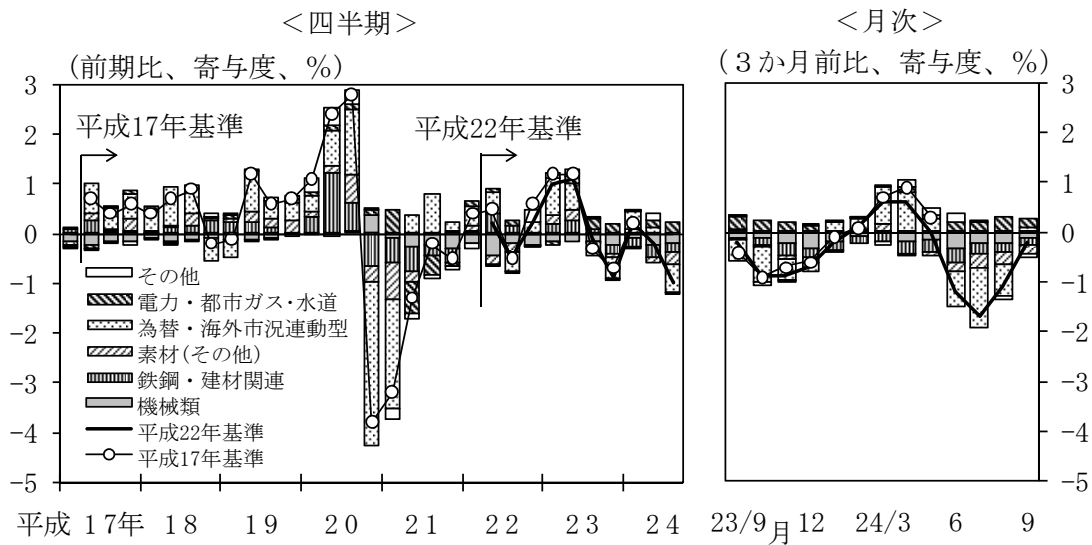 ＜四半期＞
(前期比、寄与度、％)
3
2
1
0
−1
−2
−3
−4
−5
平成17年基準
平成22年基準
その他
電力・都市ガス・水道
為替・海外市況連動型
素材(その他)
鉄鋼・建材関連
機械類
平成22年基準
平成17年基準
平成 17年 18 19 20 21 22 23 24
＜月次＞
(３か月前比、寄与度、％)
3
2
1
0
−1
−2
−3
−4
−5
23/9月 12 24/3 6 9